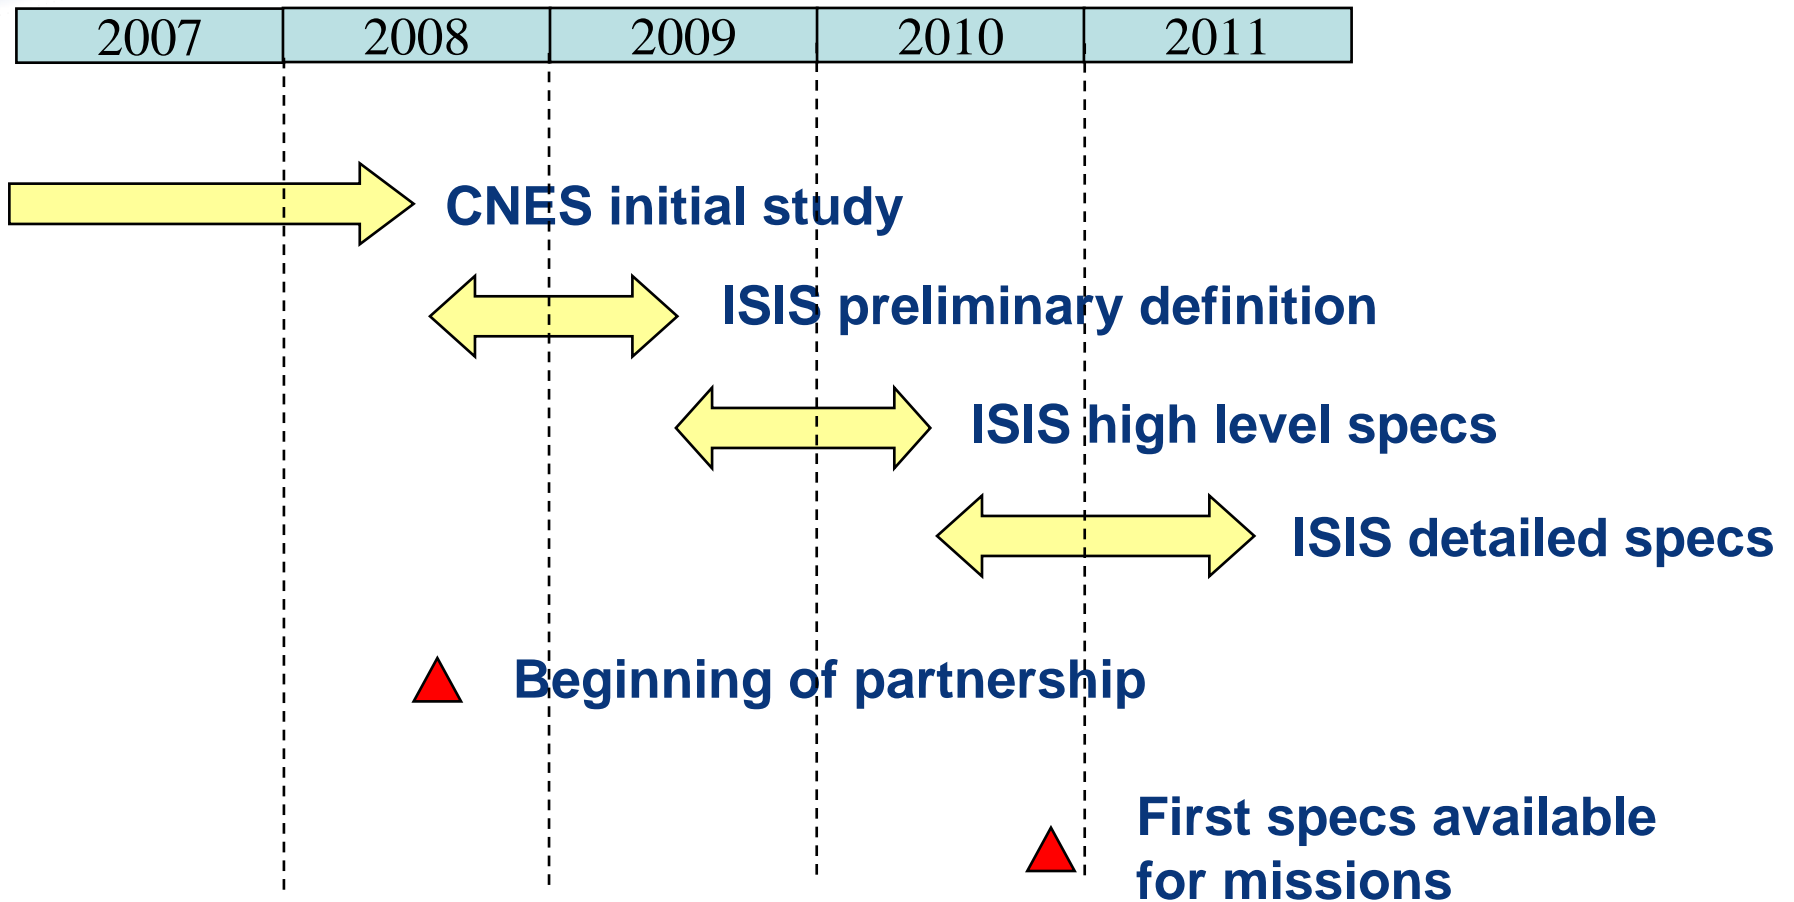 2007 2008 2009 2010 2011
CNES initial study
ISIS preliminary definition
ISIS high level specs
ISIS detailed specs
Beginning of partnership
First specs available
for missions